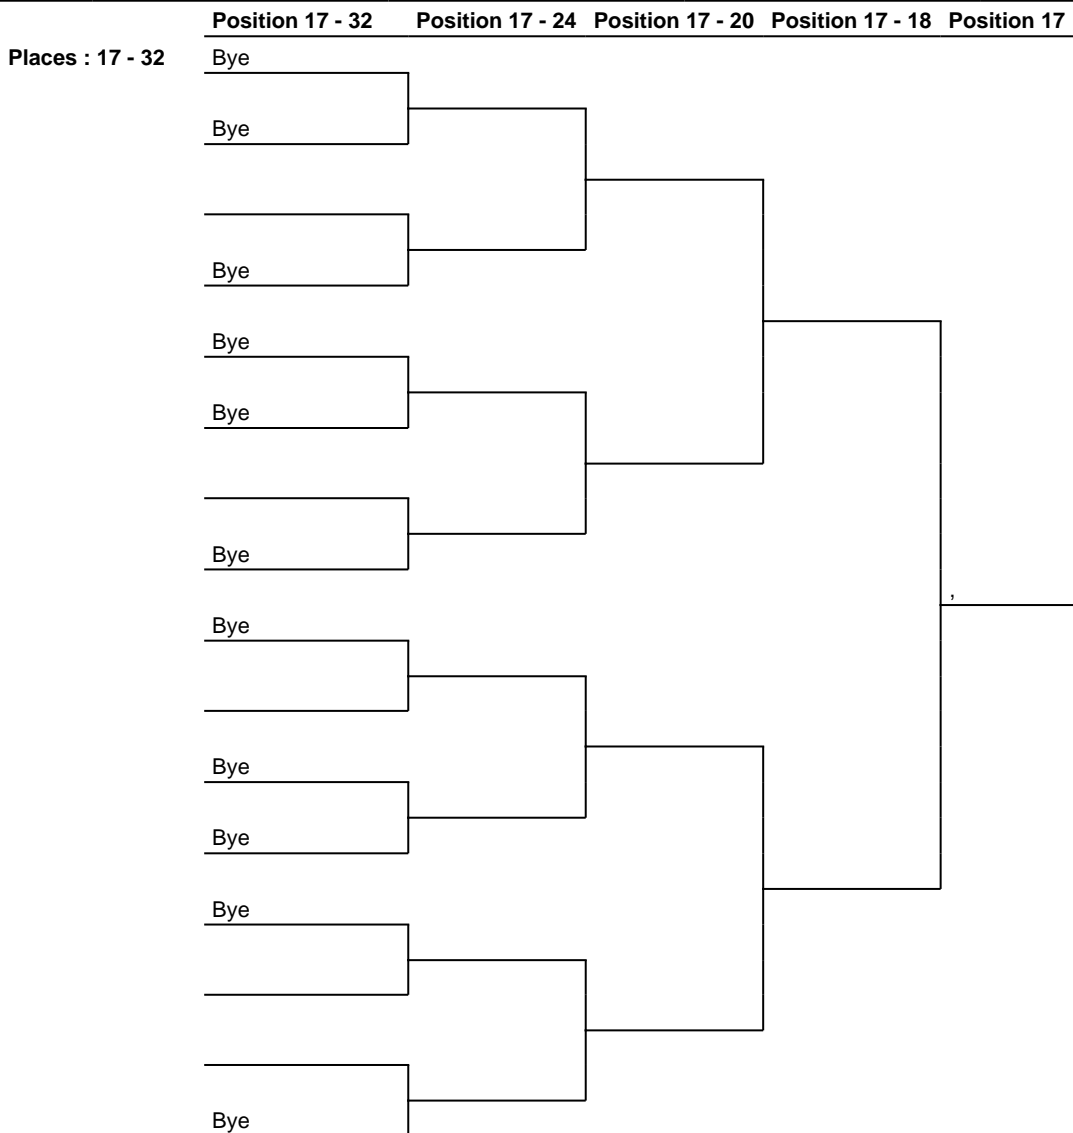 Position 17 - 32 Position 17 - 24 Position 17 - 20 Position 17 - 18 Position 17
Places : 17 - 32 Bye
Bye
Bye
Bye
Bye
Bye
,
Bye
Bye
Bye
Bye
Bye